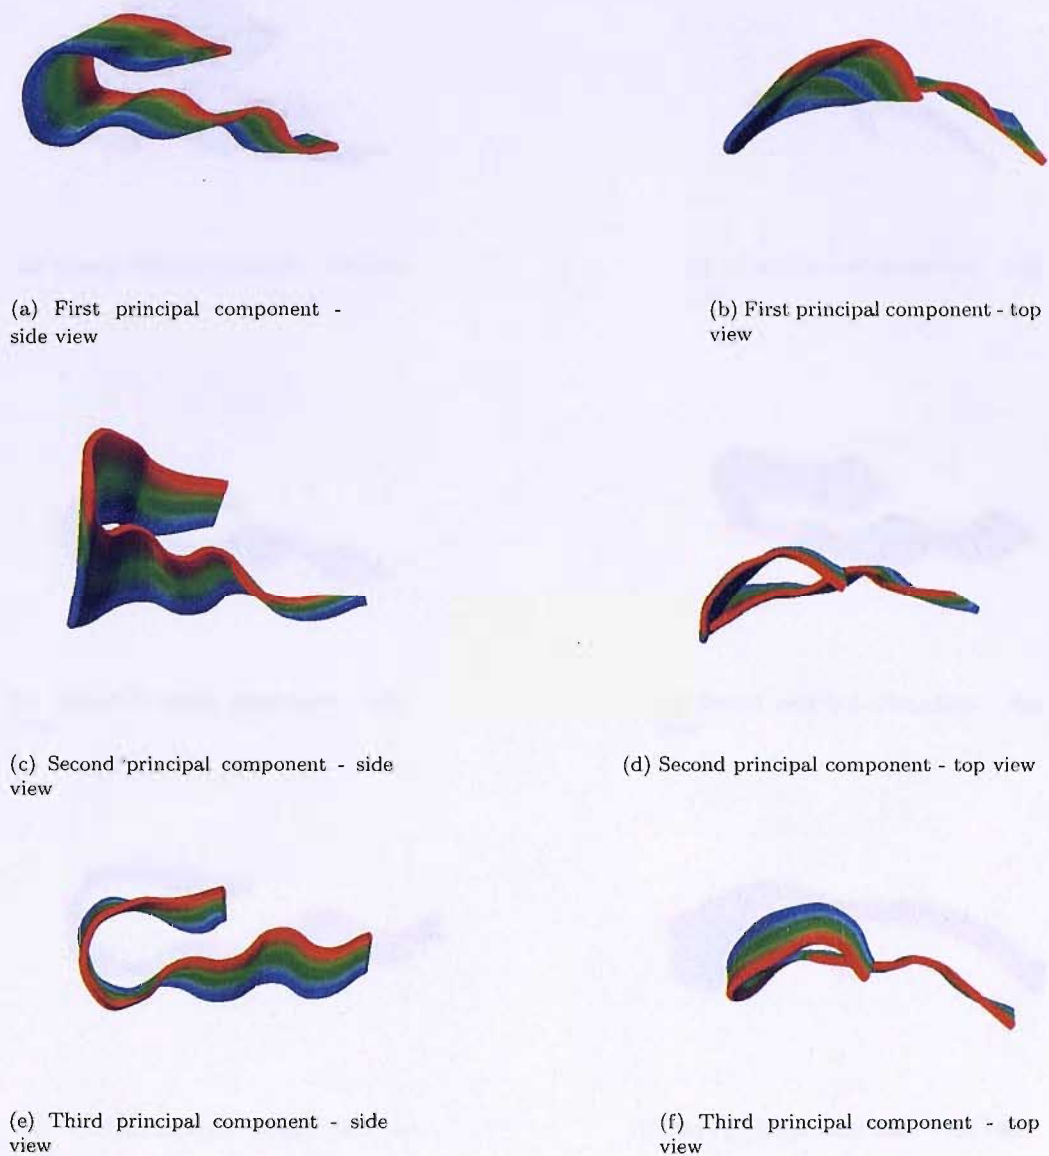 (a) First principal component -
side view
(b) First principal component - top
view
(c) Second principal component - side
view
(d) Second principal component - top view
(e) Third principal component - side
view
(f) Third principal component - top
view